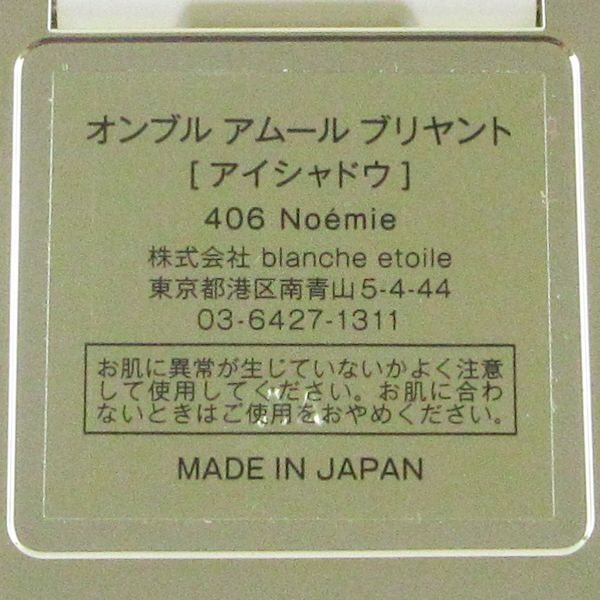 オンブル アムール ブリヤント
[ アイシャドウ ]
406 Noémie
株式会社 blanche etoile
東京都港区南青山5-4-44
03-6427-1311
お肌に異常が生じていないかよく注意
して使用してください。お肌に合わ
ないときはご使用をおやめください。
MADE IN JAPAN